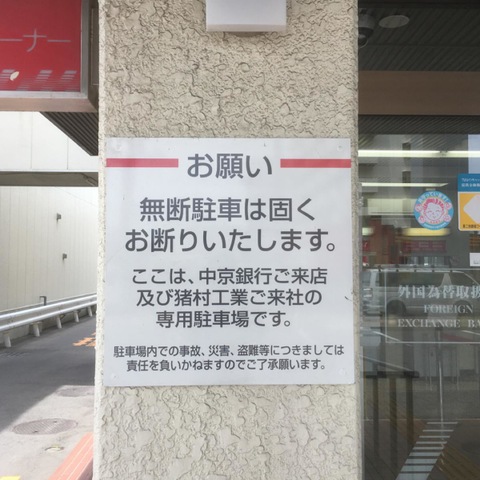 ーナー
お願い
無断駐車は固く
お断りいたします。
ここは、中京銀行ご来店
及び猪村工業ご来社の
専用駐車場です。
駐車場内での事故、災害、盗難等につきましては
責任を負いかねますのでご了承願います。
外国為替取扱
FOREIGN
EXCHANGE BA